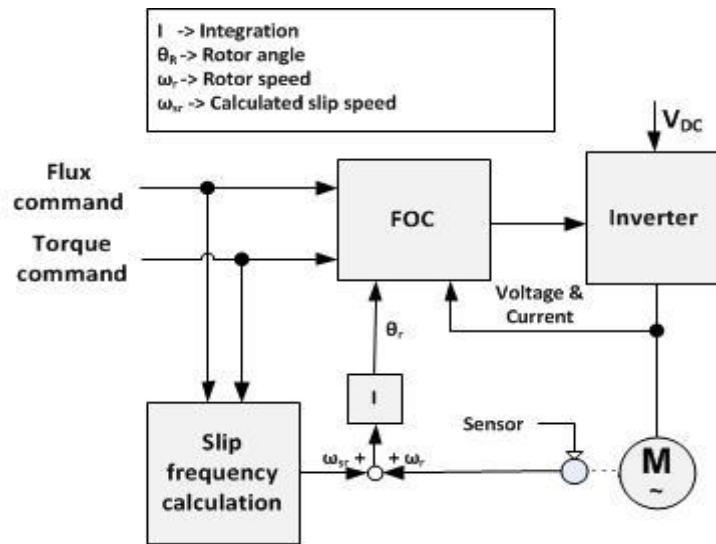 I -> Integration
θR -> Rotor angle
ωr -> Rotor speed
ωsr -> Calculated slip speed
VDC
Flux
command
FOC
Inverter
Torque
command
Voltage &
Current
θr
I
Slip
frequency
calculation
Sensor
ωsr +
+ ωr
M
~